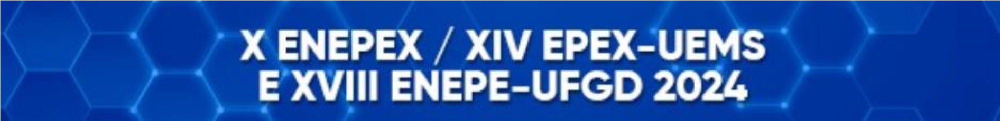 X ENEPEX / XIV EPEX-UEMS
E XVIII ENEPE-UFGD 2024